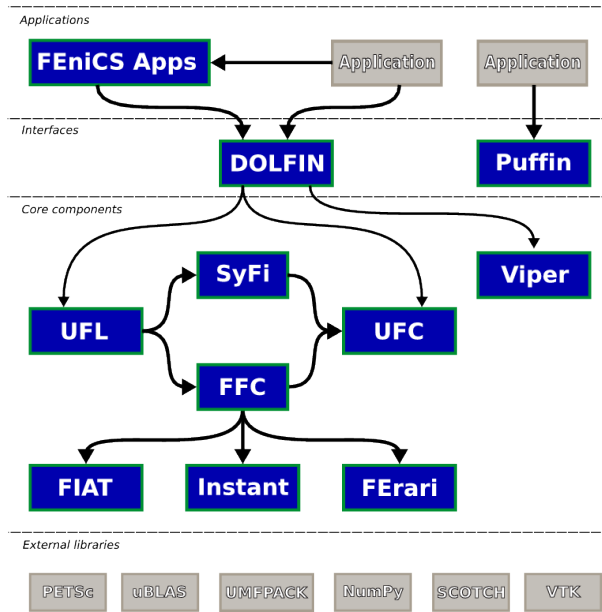 Applications
FEniCS Apps
Application
Application
Interfaces
DOLFIN
Puffin
Core components
SyFi
Viper
UFL
UFC
FFC
FIAT
Instant
FErari
External libraries
PETSc
uBLAS
UMFPACK
NumPy
SCOTCH
VTK